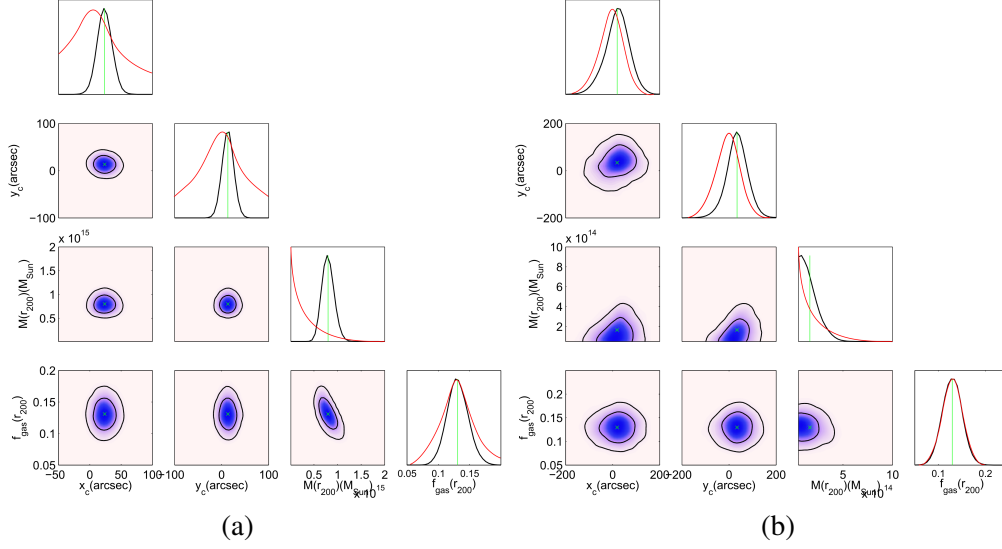 100
0
−100
y_c(arcsec)
200
0
−200
y_c(arcsec)
x 10^15
2
1.5
1
0.5
M(r_200)(M_Sun)
x 10^14
10
8
6
4
2
M(r_200)(M_Sun)
0.2
0.15
0.1
0.05
f_gas(r_200)
−50 0 50 100
x_c(arcsec)
−100 0 100
y_c(arcsec)
0.5 1 1.5 2
M(r_200)(M_Sun) x 10^15
0.05 0.1 0.15
f_gas(r_200)
0.2
0.15
0.1
0.05
f_gas(r_200)
−200 0 200
x_c(arcsec)
−200 0 200
y_c(arcsec)
5 10
M(r_200)(M_Sun) x 10^14
0.1 0.2
f_gas(r_200)
(a)
(b)